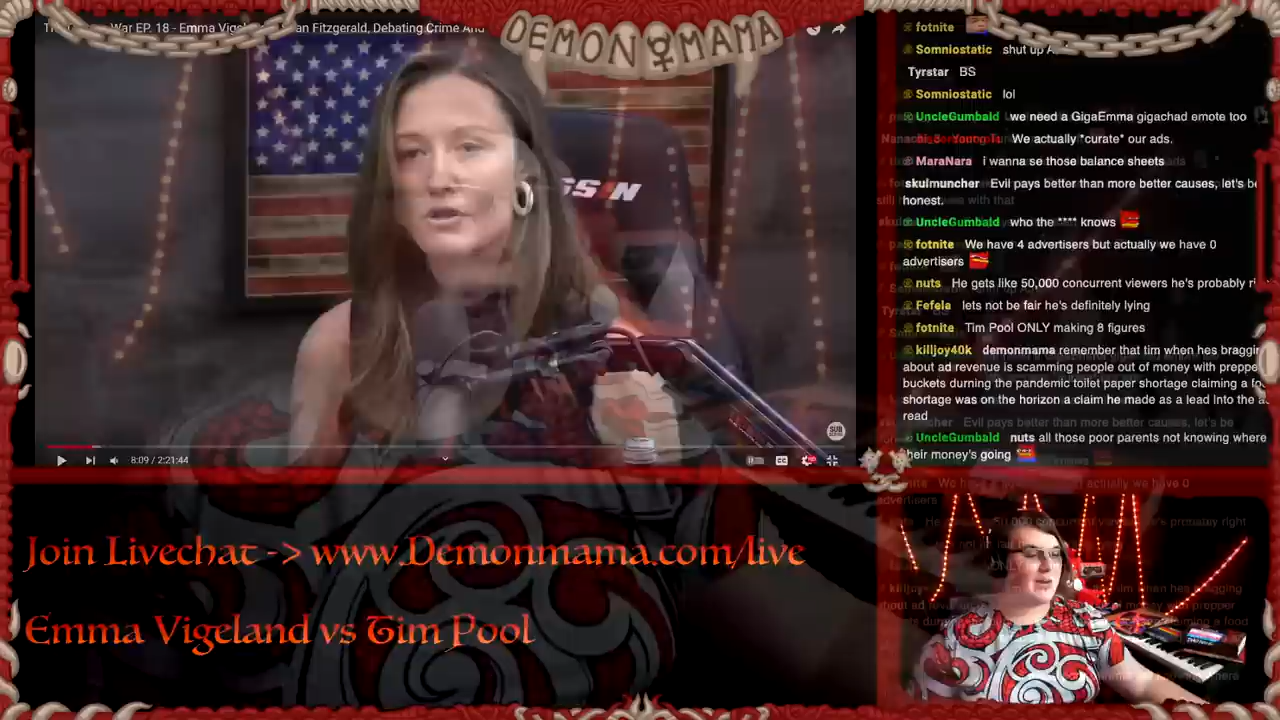 War EP. 18 - Emma
an Fitzgerald, Debating Crime And
DEMON MAMA
fotnite
Somniostatic shut up
Tyrstar BS
Somniostatic lol
UncleGumbald we need a GigaEmma gigachad emote too
We actually *curate* our ads.
MaraNara i wanna so those balance sheets
skulmuncher Evil pays better than more better causes, let's be
honest.
UncleGumbald who the **** knows
fotnite We have 4 advertisers but actually we have 0
advertisers
nuts He gets like 50,000 concurrent viewers he's probably
Fefela lets not be fair he's definitely lying
fotnite Tim Pool ONLY making 8 figures
killjoy40k demonmama remember that tim when hes
about ad revenue is scamming people out of money with
buckets durning the pandemic toilet paper shortage claiming a
shortage was on the horizon a claim he made as a lead Into the
read
UncleGumbald nuts all those poor parents not knowing where
their money's going
SUB
8:09 / 2:21:44
CC
Join Livechat -> www.Demonmama.com/live
Emma Vigeland vs Tim Pool